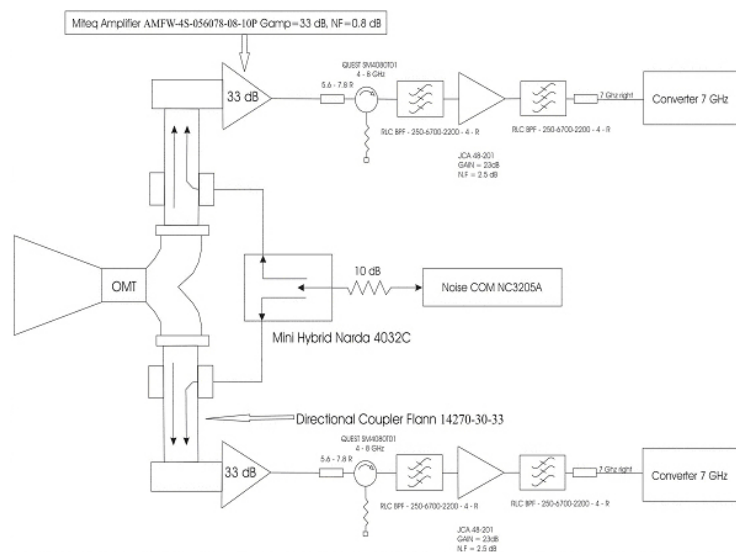 Miteq Amplifier AMFW-4S-056078-08-10P Gamp=33 dB, NF=0.8 dB
33 dB
5.6 - 7.8 R
QUEST SM4080T01
4 - 8 GHz
RLC BPF - 250-6700-2200 - 4 - R
JCA 48-201
GAIN = 23dB
N.F = 2.5 dB
RLC BPF - 250-6700-2200 - 4 - R
7 Ghz right
Converter 7 GHz
OMT
10 dB
Noise COM NC3205A
Mini Hybrid Narda 4032C
Directional Coupler Flann 14270-30-33
33 dB
5.6 - 7.8 R
QUEST SM4080T01
4 - 8 GHz
RLC BPF - 250-6700-2200 - 4 - R
JCA 48-201
GAIN = 23dB
N.F = 2.5 dB
RLC BPF - 250-6700-2200 - 4 - R
7 Ghz right
Converter 7 GHz